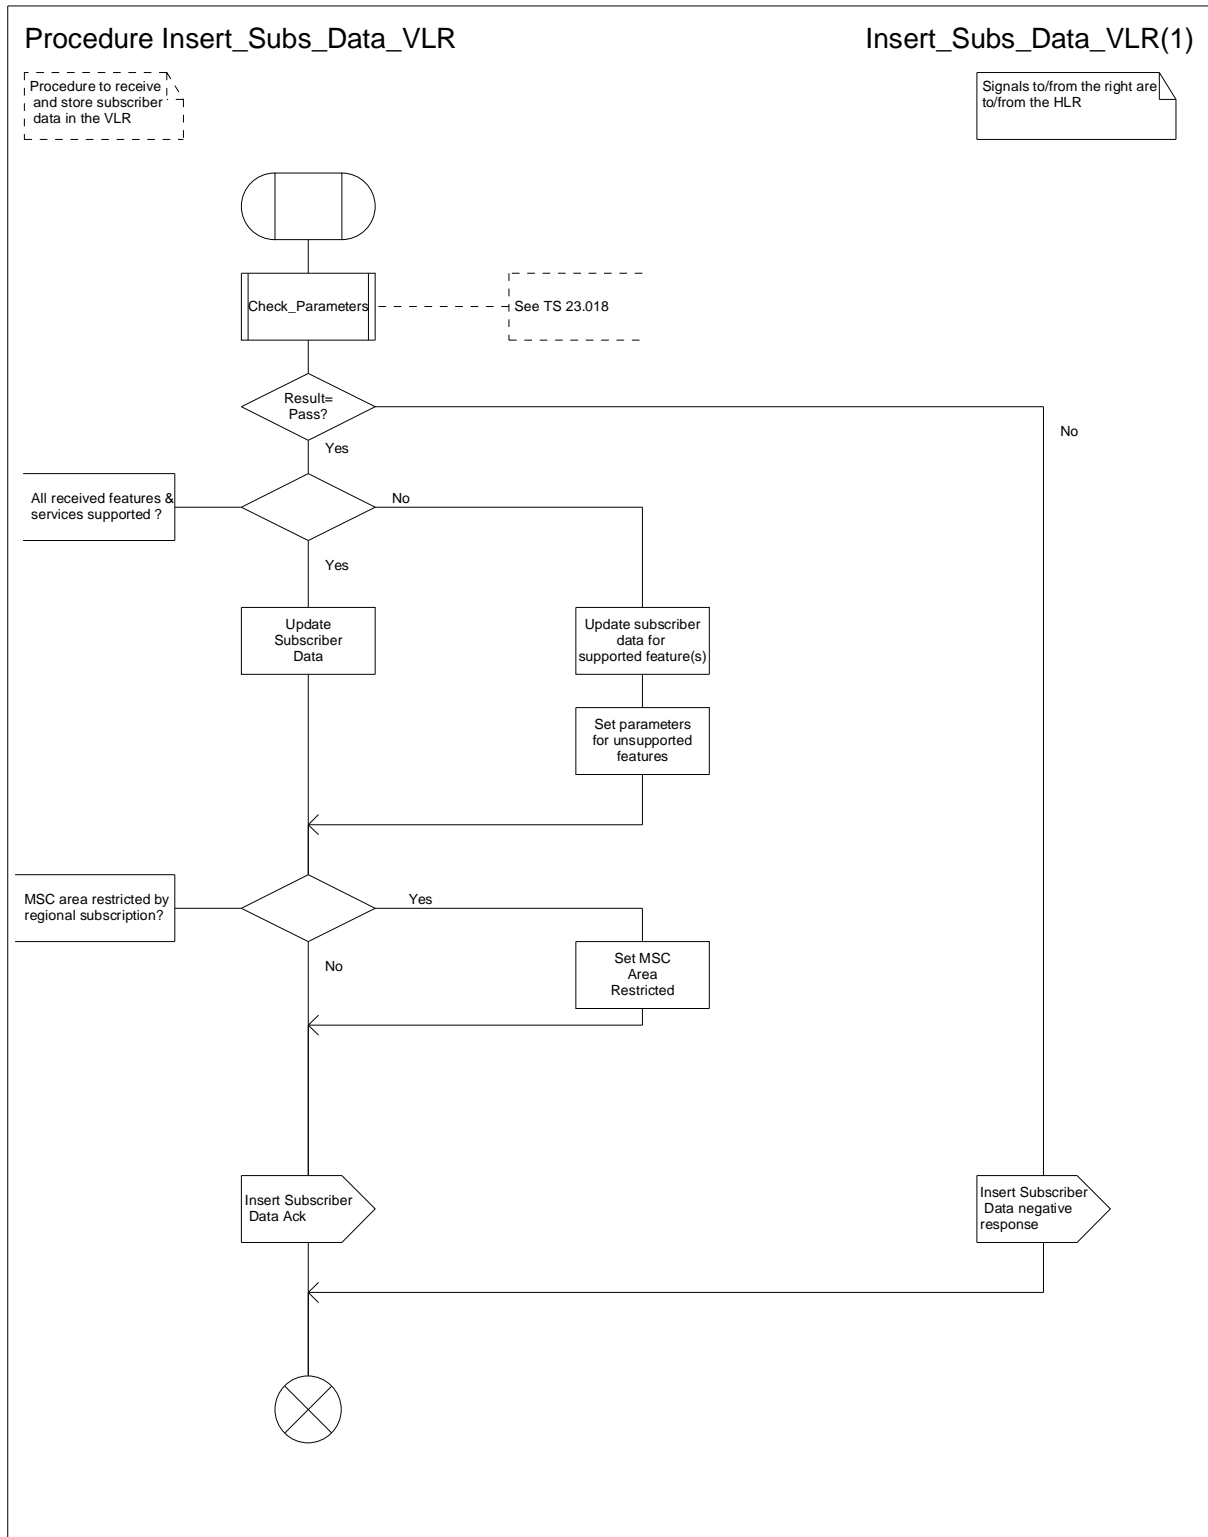 Procedure Insert_Subs_Data_VLR
Insert_Subs_Data_VLR(1)
Procedure to receive
and store subscriber
data in the VLR
Signals to/from the right are
to/from the HLR
Check_Parameters
See TS 23.018
Result=
Pass?
No
Yes
All received features &
services supported ?
No
Yes
Update
Subscriber
Data
Update subscriber
data for
supported feature(s)
Set parameters
for unsupported
features
MSC area restricted by
regional subscription?
Yes
No
Set MSC
Area
Restricted
Insert Subscriber
Data Ack
Insert Subscriber
Data negative
response